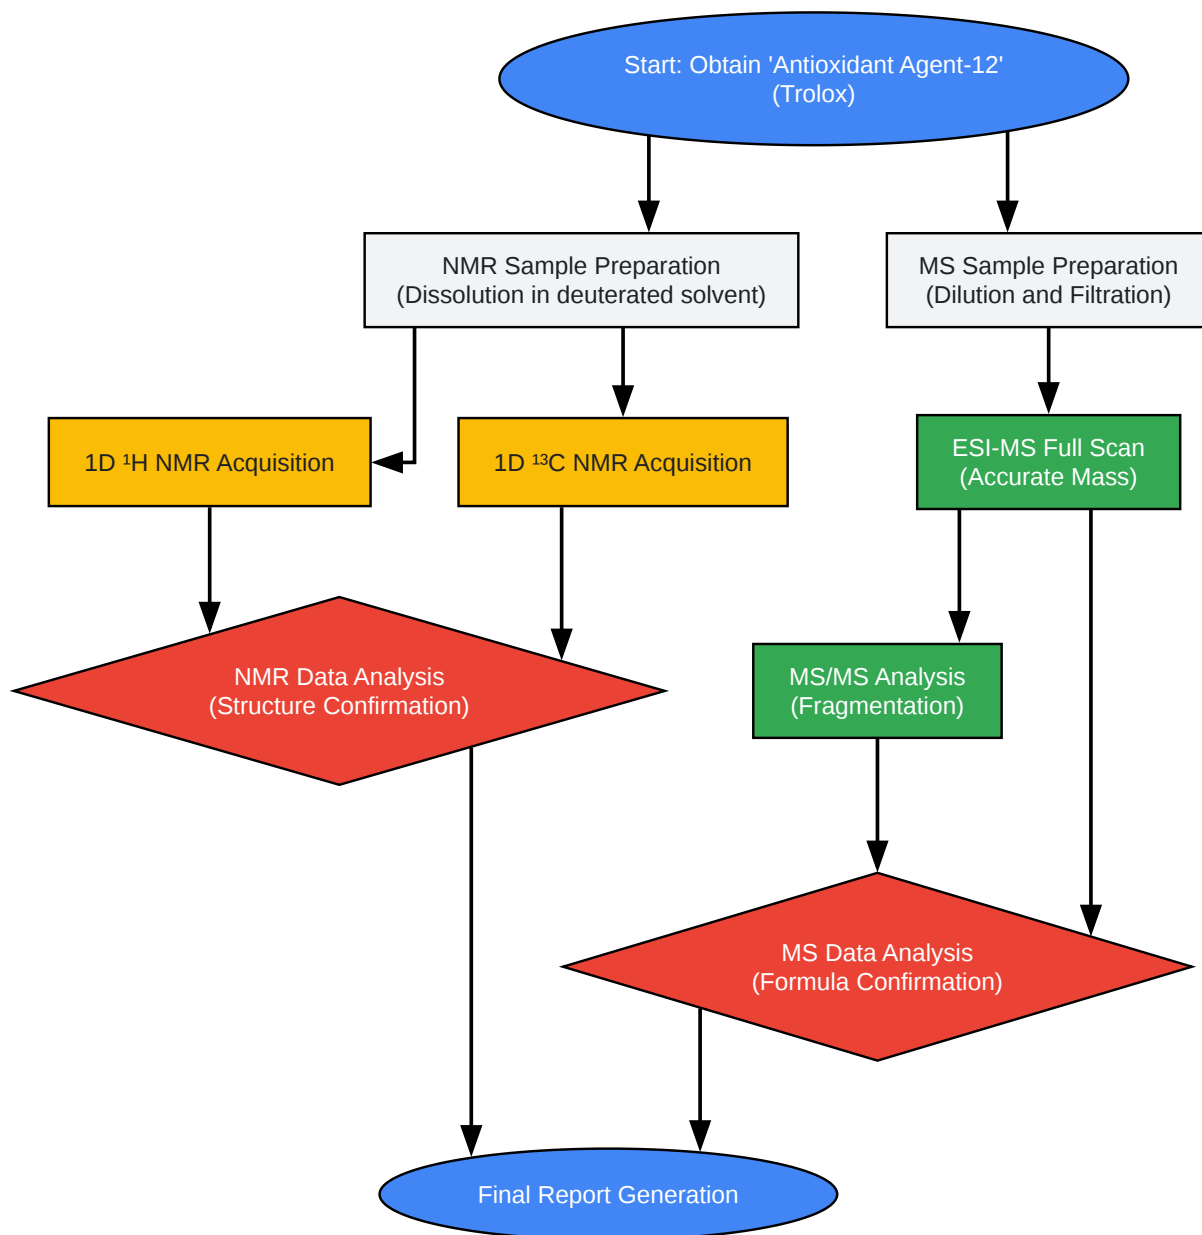 Start: Obtain 'Antioxidant Agent-12'
(Trolox)
NMR Sample Preparation
(Dissolution in deuterated solvent)
MS Sample Preparation
(Dilution and Filtration)
1D ¹H NMR Acquisition
1D ¹³C NMR Acquisition
ESI-MS Full Scan
(Accurate Mass)
NMR Data Analysis
(Structure Confirmation)
MS/MS Analysis
(Fragmentation)
MS Data Analysis
(Formula Confirmation)
Final Report Generation